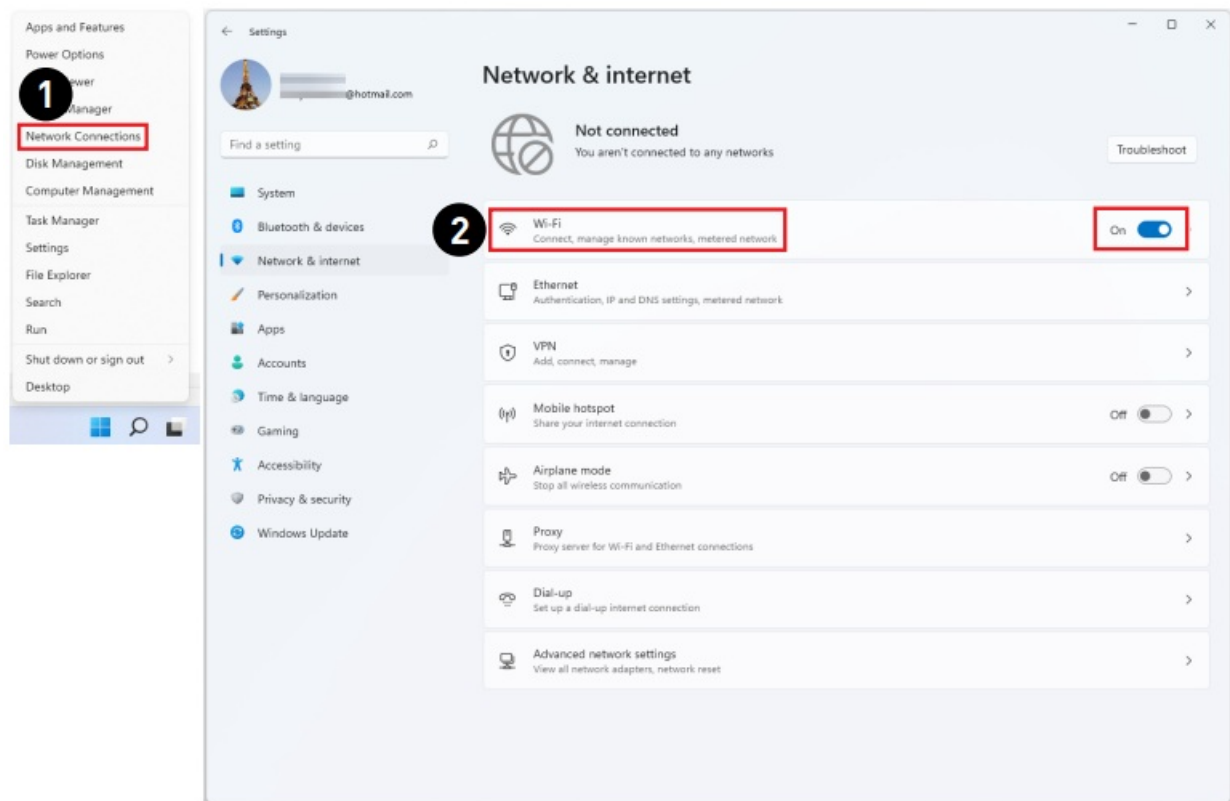 Apps and Features
Power Options
ewer
1
Manager
Network Connections
Disk Management
Computer Management
Task Manager
Settings
File Explorer
Search
Run
Shut down or sign out
Desktop
Settings
@hotmail.com
Find a setting
System
Bluetooth & devices
Network & internet
Personalization
Apps
Accounts
Time & language
Gaming
Accessibility
Privacy & security
Windows Update
Network & internet
Not connected
You aren't connected to any networks
Troubleshoot
2
Wi-Fi
Connect, manage known networks, metered network
On
Ethernet
Authentication, IP and DNS settings, metered network
VPN
Add, connect, manage
Mobile hotspot
Share your internet connection
Off
Airplane mode
Stop all wireless communication
Off
Proxy
Proxy server for Wi-Fi and Ethernet connections
Dial-up
Set up a dial-up internet connection
Advanced network settings
View all network adapters, network reset